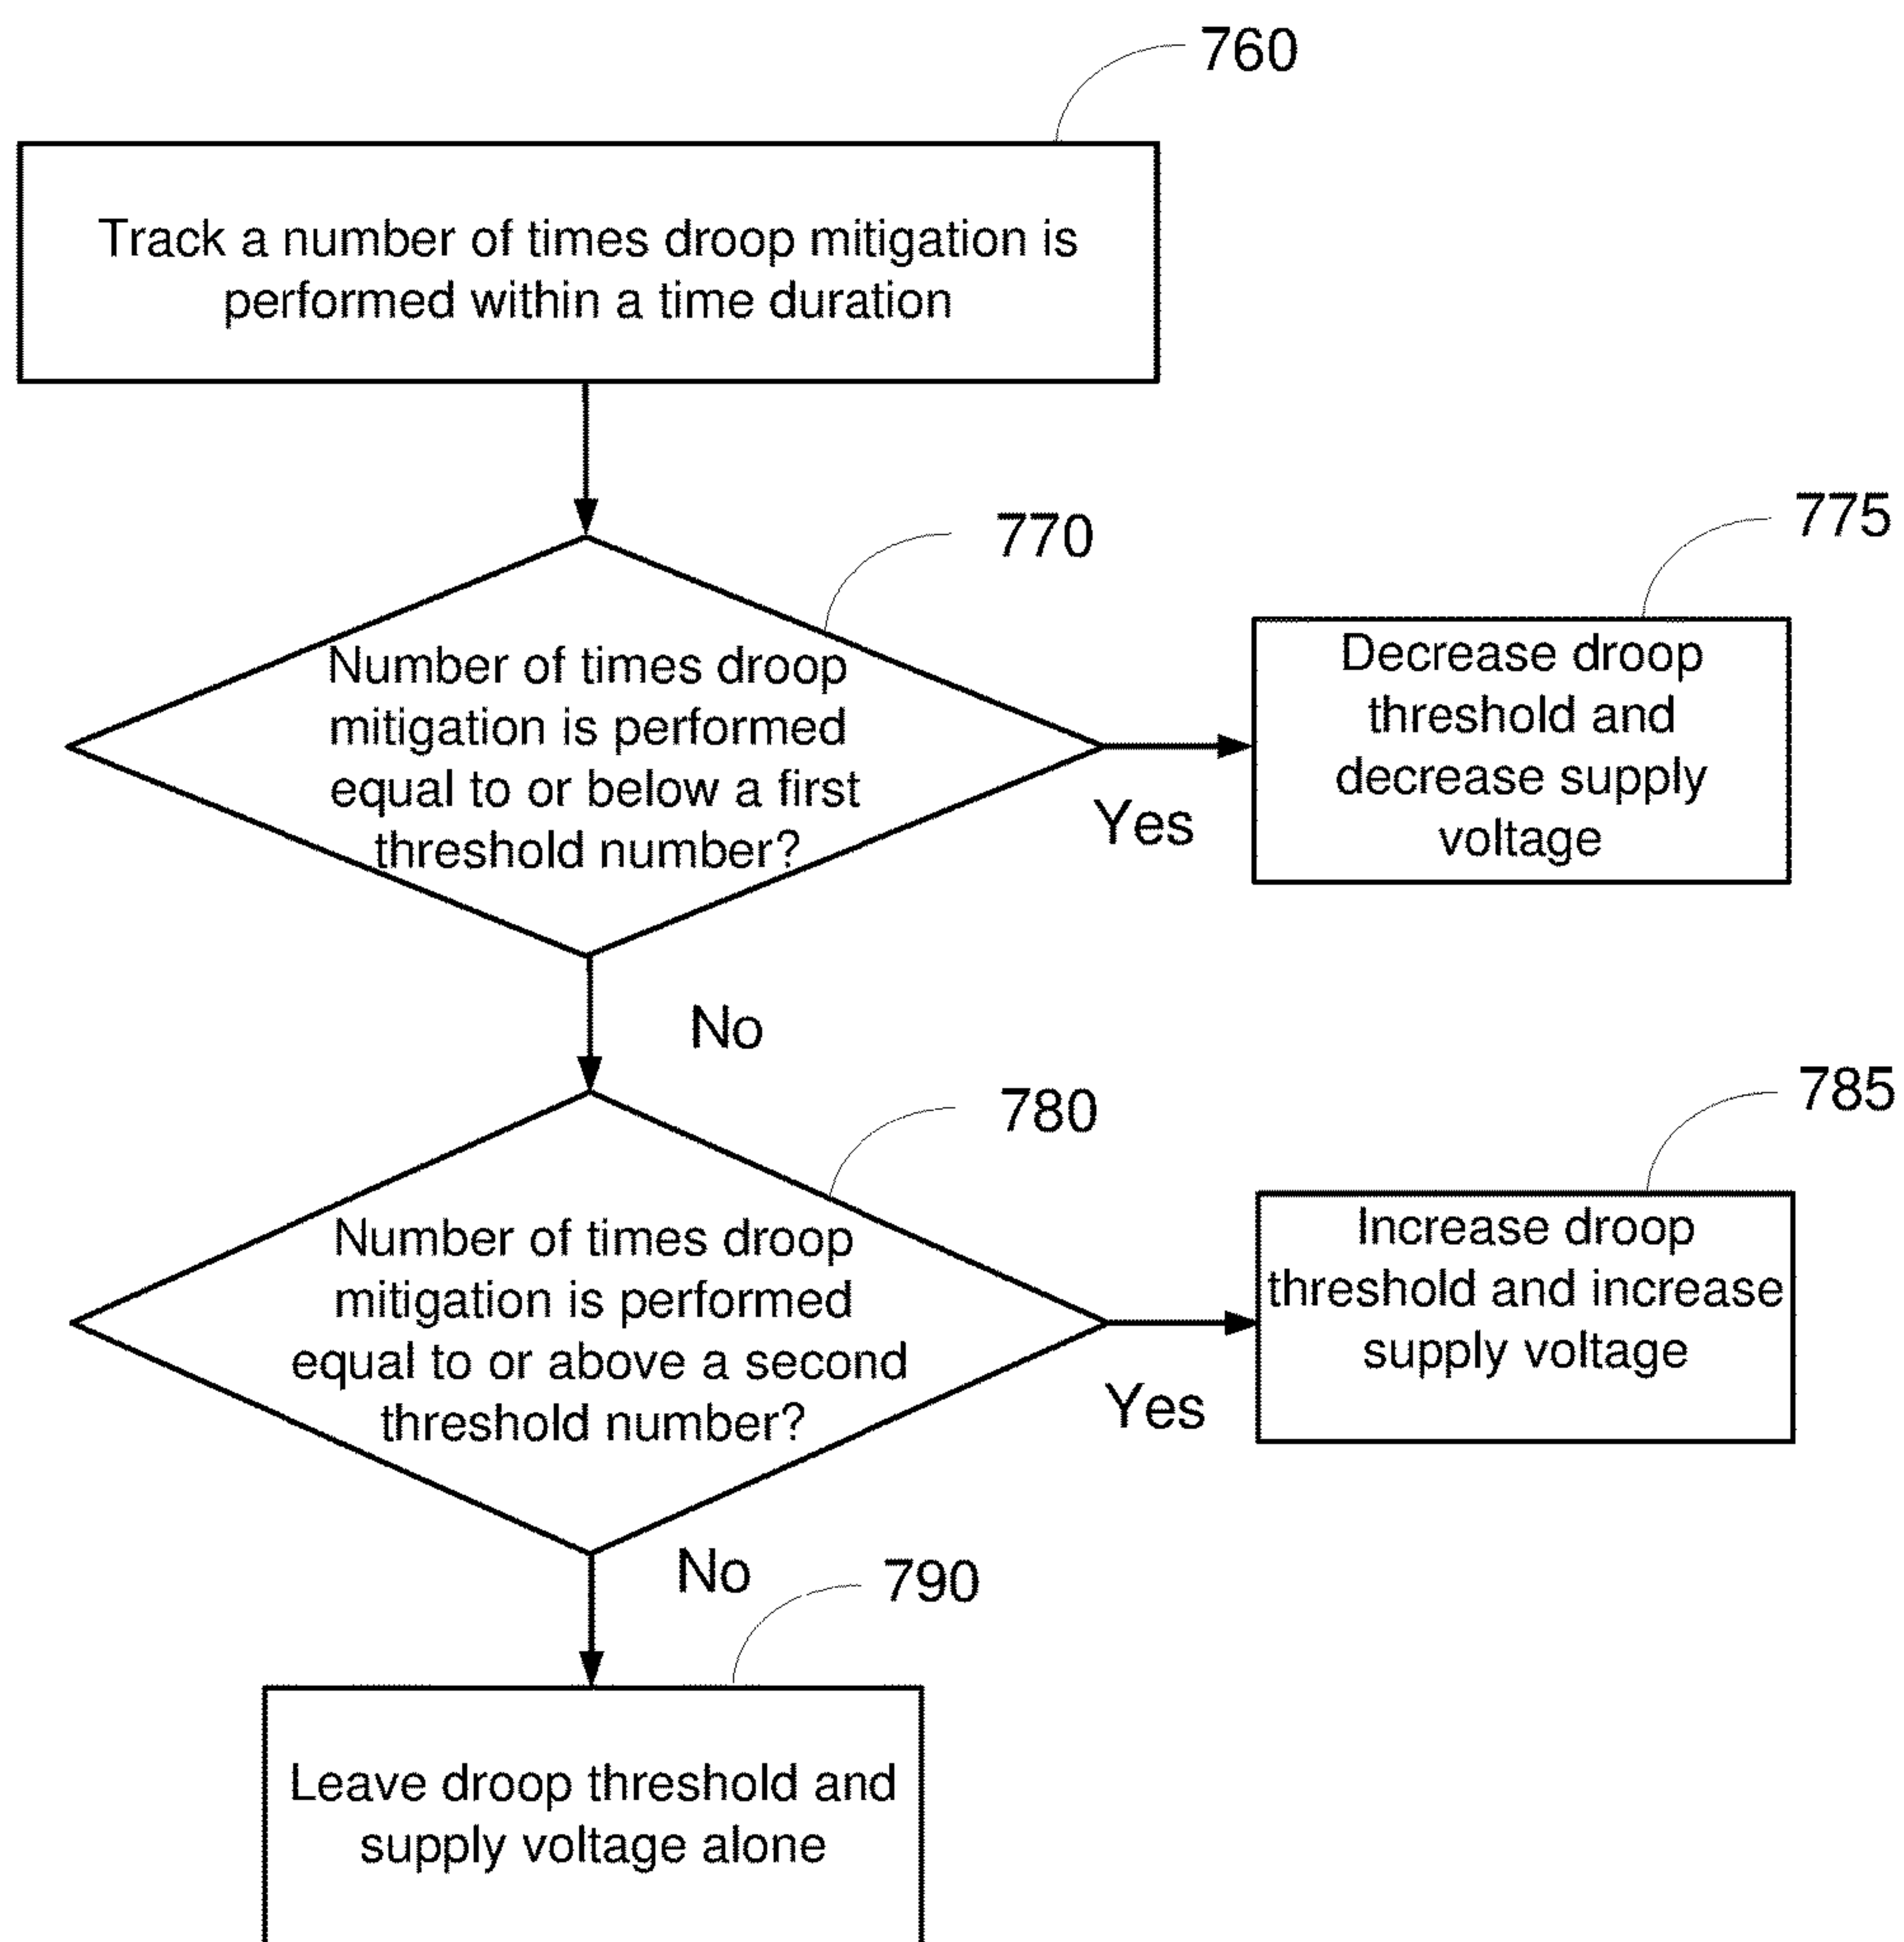 760
Track a number of times droop mitigation is
performed within a time duration
770
775
Number of times droop
mitigation is performed
equal to or below a first
threshold number?
Yes
Decrease droop
threshold and
decrease supply
voltage
No
780
785
Number of times droop
mitigation is performed
equal to or above a second
threshold number?
Yes
Increase droop
threshold and increase
supply voltage
No
790
Leave droop threshold and
supply voltage alone